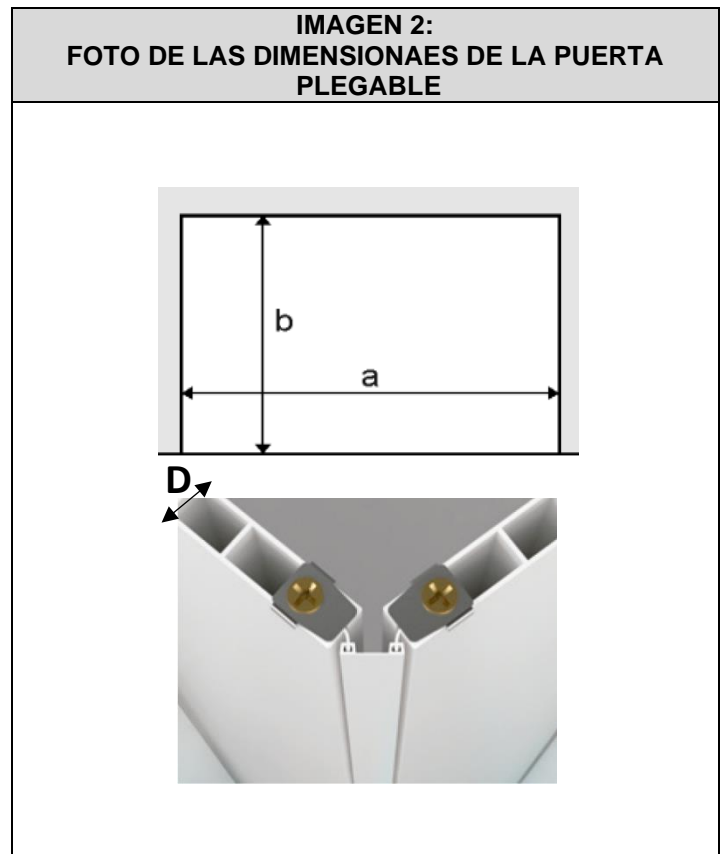 IMAGEN 2:
FOTO DE LAS DIMENSIONAES DE LA PUERTA
PLEGABLE
b
a
D